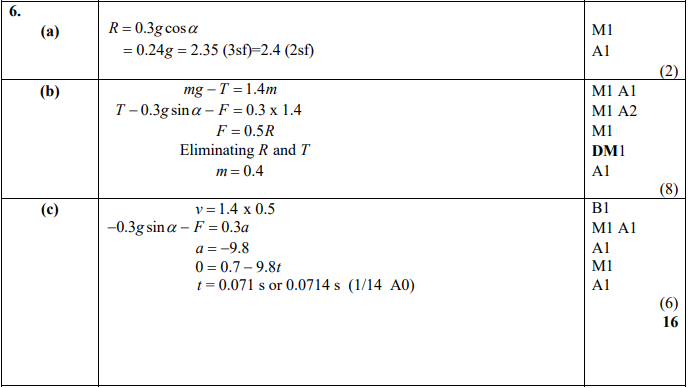 6.
(a) R = 0.3g cos α M1
= 0.24g = 2.35 (3sf)=2.4 (2sf) A1
(2)
(b) mg – T = 1.4m M1 A1
T – 0.3g sin α – F = 0.3 x 1.4 M1 A2
F = 0.5R M1
Eliminating R and T DM1
m = 0.4 A1
(8)
(c) v = 1.4 x 0.5 B1
–0.3g sin α – F = 0.3a M1 A1
a = –9.8 A1
0 = 0.7 – 9.8t M1
t = 0.071 s or 0.0714 s (1/14 A0) A1
(6)
16